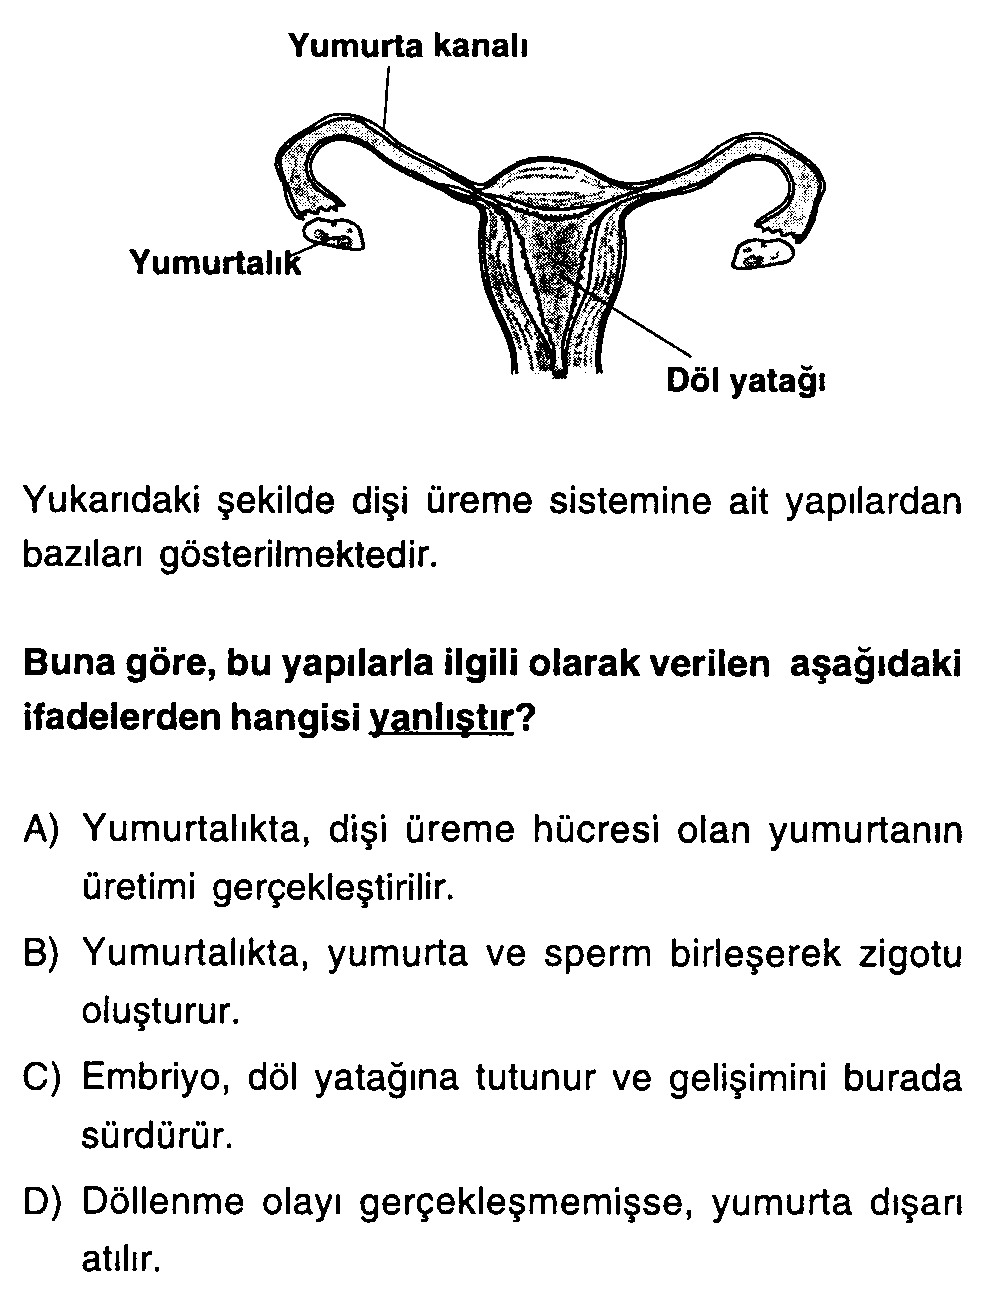 Yumurta kanalı
Yumurtalık
Döl yatağı
Yukarıdaki şekilde dişi üreme sistemine ait yapılardan
bazıları gösterilmektedir.
Buna göre, bu yapılarla ilgili olarak verilen aşağıdaki
ifadelerden hangisi yanlıştır?
A) Yumurtalıkta, dişi üreme hücresi olan yumurtanın
üretimi gerçekleştirilir.
B) Yumurtalıkta, yumurta ve sperm birleşerek zigotu
oluşturur.
C) Embriyo, döl yatağına tutunur ve gelişimini burada
sürdürür.
D) Döllenme olayı gerçekleşmemişse, yumurta dışarı
atılır.